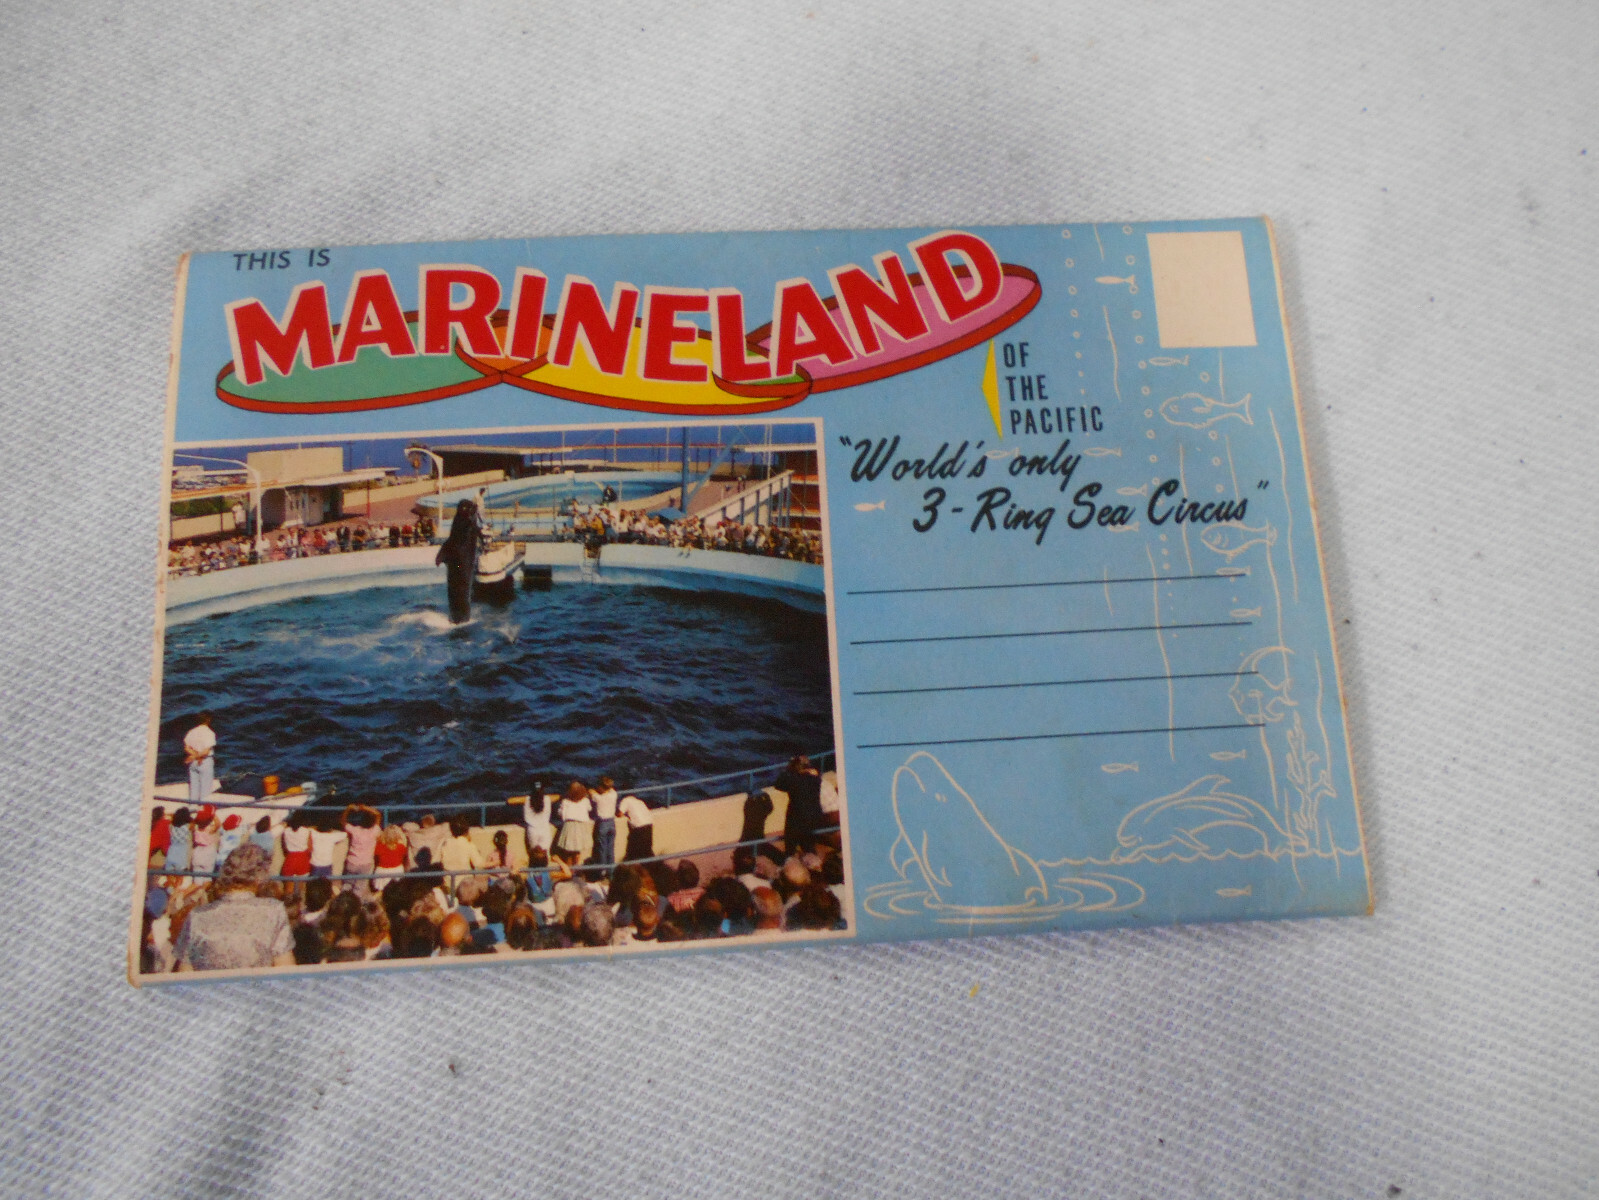 THIS IS
MARINELAND
OF
THE
PACIFIC
"World's only
3-Ring Sea Circus"